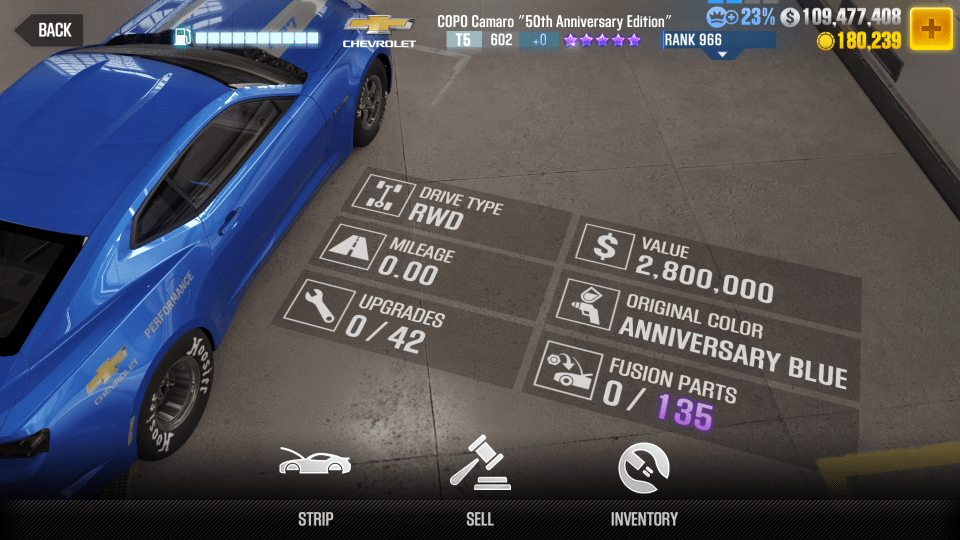 BACK
CHEVROLET
COPO Camaro "50th Anniversary Edition"
T5 602 +0
RANK 966
23%
109,477,408
180,239
DRIVE TYPE
RWD
MILEAGE
0.00
UPGRADES
0 / 42
VALUE
2,800,000
ORIGINAL COLOR
ANNIVERSARY BLUE
FUSION PARTS
0 / 135
PERFORMANCE
CHEVROLET
Hoosier
STRIP
SELL
INVENTORY